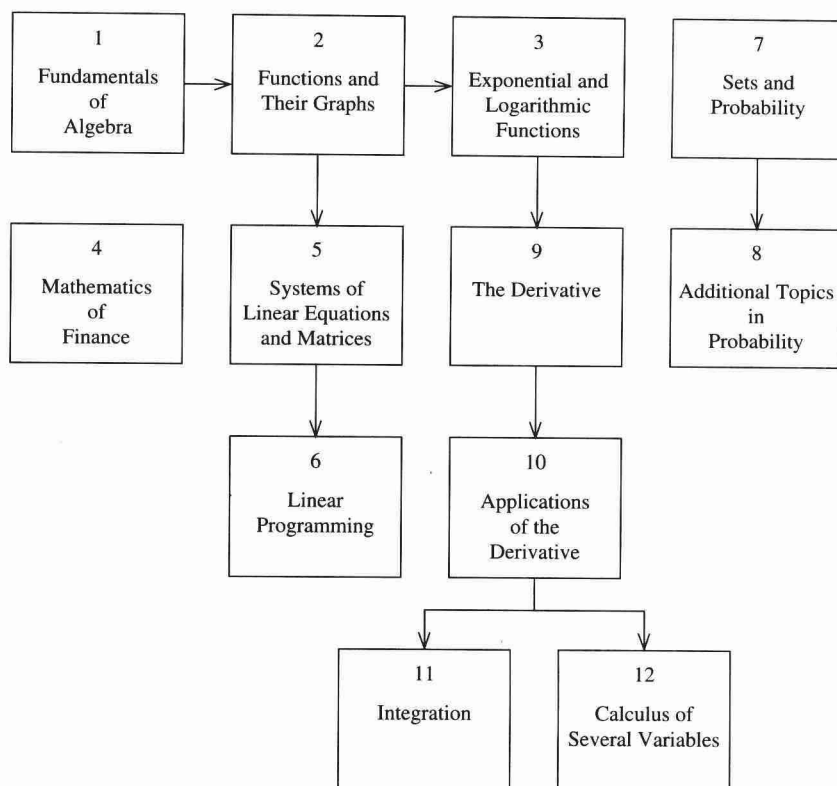 1
Fundamentals
of
Algebra
2
Functions and
Their Graphs
3
Exponential and
Logarithmic
Functions
7
Sets and
Probability
4
Mathematics
of
Finance
5
Systems of
Linear Equations
and Matrices
9
The Derivative
8
Additional Topics
in
Probability
6
Linear
Programming
10
Applications
of the
Derivative
11
Integration
12
Calculus of
Several Variables